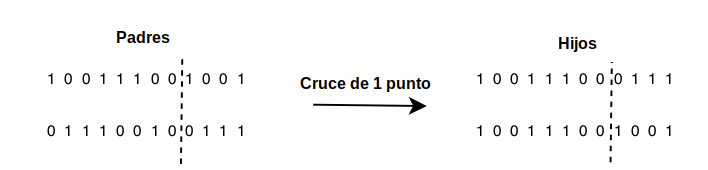 Padres
Hijos
1 0 0 1 1 1 0 0 1 0 0 1
Cruce de 1 punto
1 0 0 1 1 1 0 0 0 1 1 1
0 1 1 1 0 0 1 0 0 1 1 1
1 0 0 1 1 1 0 0 1 0 0 1